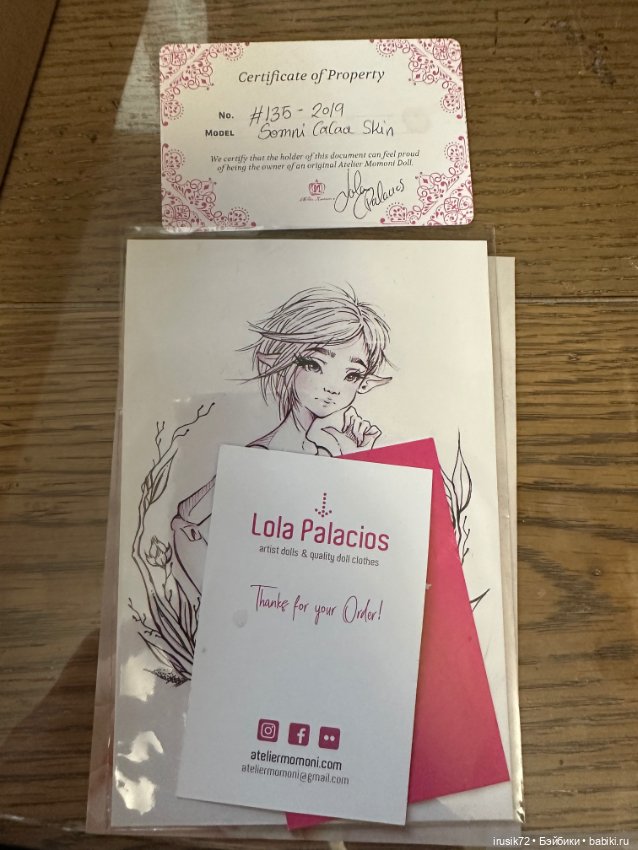 Certificate of Property
No. #135 - 2019
MODEL Somni Cacao Skin
We certify that the holder of this document can feel proud
of being the owner of an original Atelier Momoni Doll.
Lola Palacios
Lola Palacios
artist dolls & quality doll clothes
Thanks for your Order!
ateliermomoni.com
ateliermomoni@gmail.com
irusik72 • Бэйбики • babiki.ru